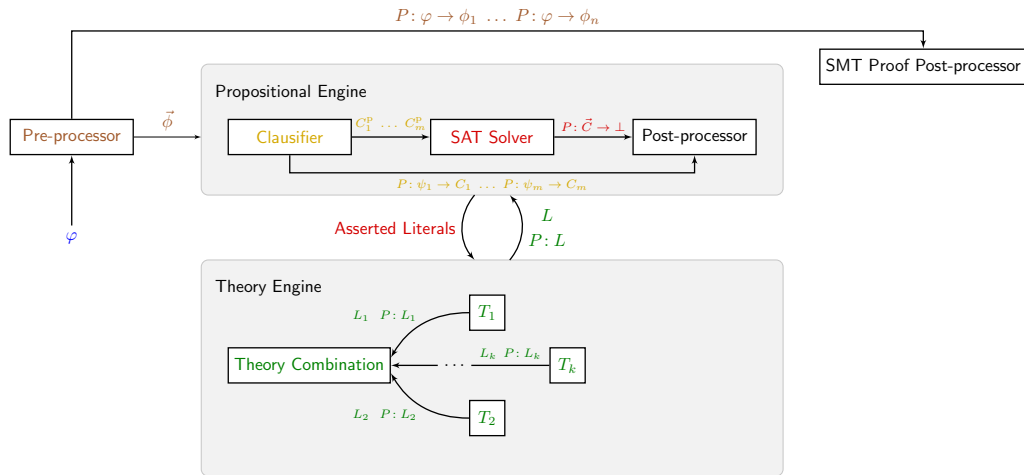 P : φ → ϕ₁ … P : φ → ϕₙ
SMT Proof Post-processor
Propositional Engine
Pre-processor
ϕ⃗
Clausifier
C₁ᵖ … Cₘᵖ
SAT Solver
P : C⃗ → ⊥
Post-processor
P : ψ₁ → C₁ … P : ψₘ → Cₘ
φ
Asserted Literals
L
P : L
Theory Engine
L₁ P : L₁
T₁
Theory Combination
⋯
Lₖ P : Lₖ
Tₖ
L₂ P : L₂
T₂